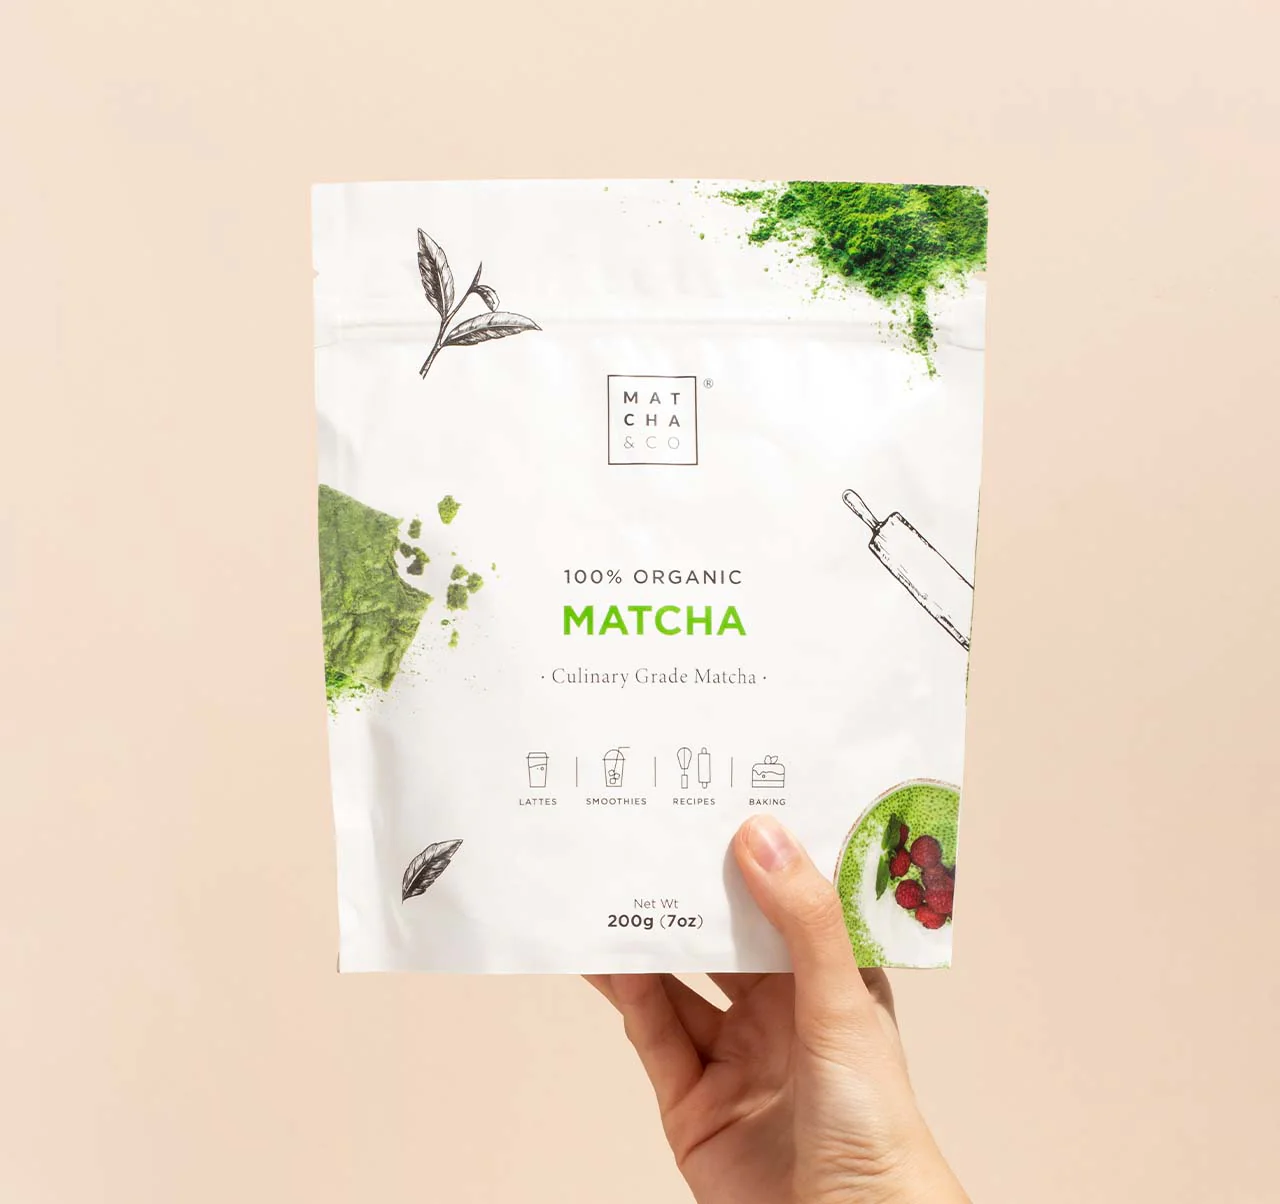 MAT
CHA
&CO
®
100% ORGANIC
MATCHA
· Culinary Grade Matcha ·
LATTES
SMOOTHIES
RECIPES
BAKING
Net Wt
200g (7oz)